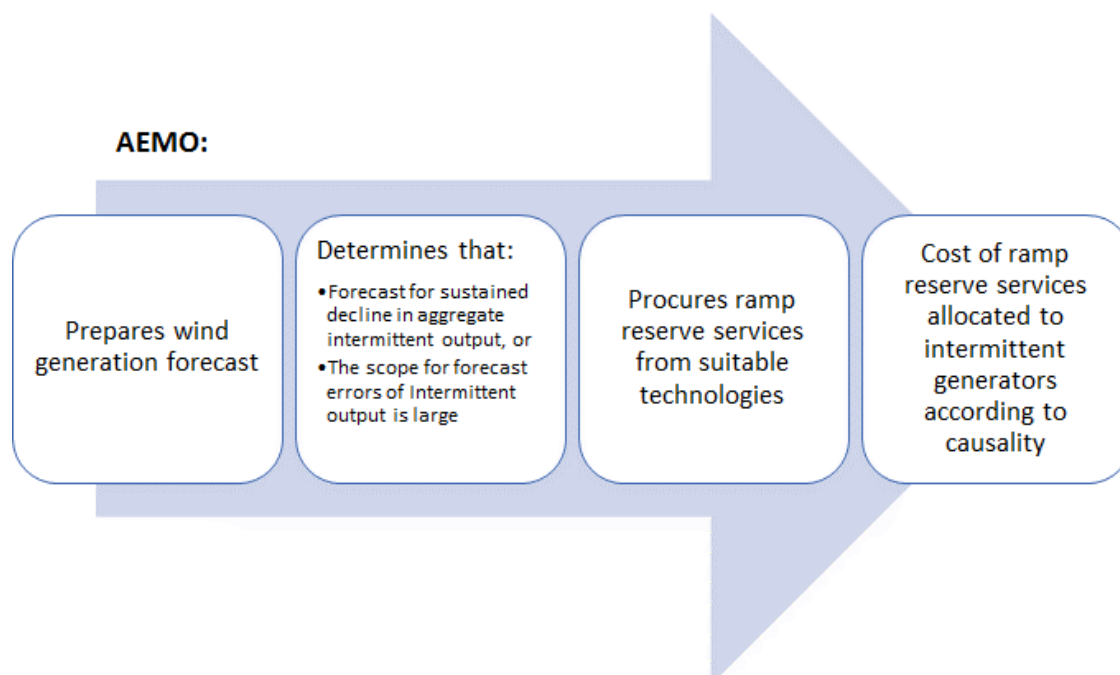 AEMO:
Prepares wind
generation forecast
Determines that:
•Forecast for sustained
decline in aggregate
intermittent output, or
•The scope for forecast
errors of Intermittent
output is large
Procures ramp
reserve services
from suitable
technologies
Cost of ramp
reserve services
allocated to
intermittent
generators
according to
causality